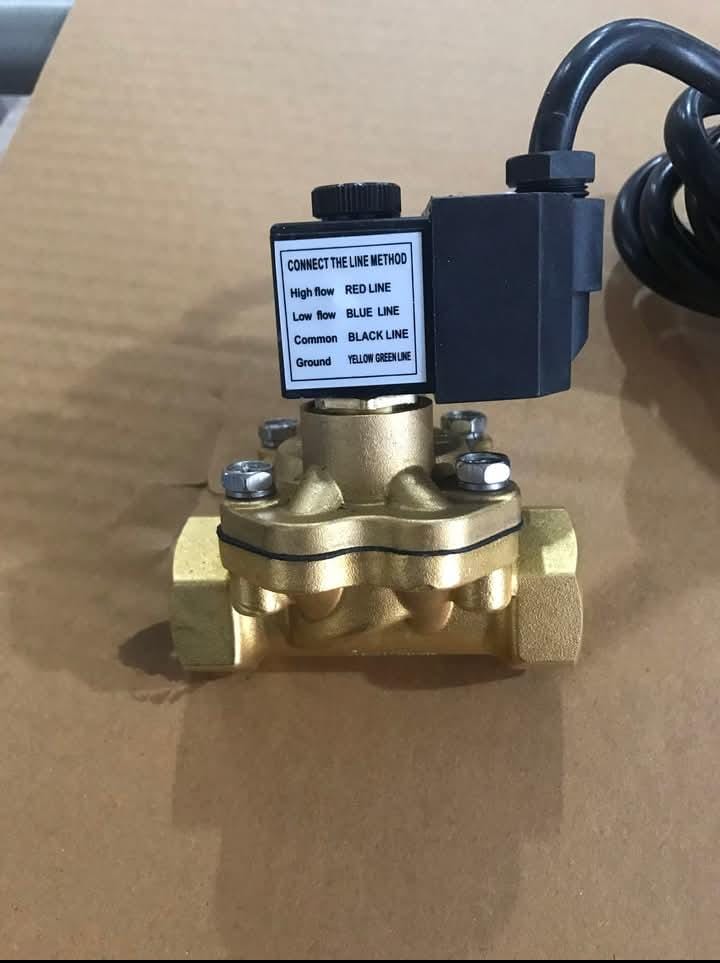 CONNECT THE LINE METHOD
High flow RED LINE
Low flow BLUE LINE
Common BLACK LINE
Ground YELLOW GREEN LINE